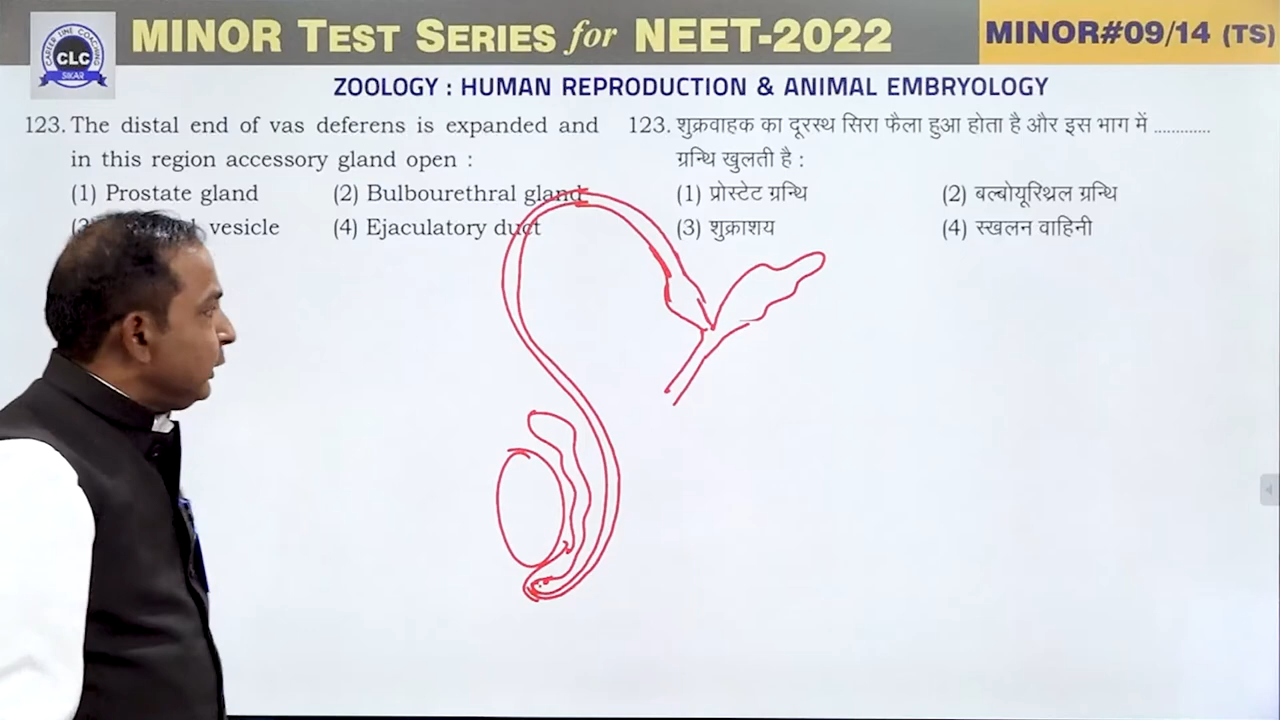 CAREER LINE COACHING
CLC
SIKAR
MINOR TEST SERIES for NEET-2022
MINOR#09/14 (TS)
ZOOLOGY : HUMAN REPRODUCTION & ANIMAL EMBRYOLOGY
123. The distal end of vas deferens is expanded and
in this region accessory gland open :
(1) Prostate gland (2) Bulbourethral gland
vesicle (4) Ejaculatory duct
123. शुक्रवाहक का दूरस्थ सिरा फैला हुआ होता है और इस भाग में .............
ग्रन्थि खुलती है :
(1) प्रोस्टेट ग्रन्थि (2) बल्बोयूरिथ्रल ग्रन्थि
(3) शुक्राशय (4) स्खलन वाहिनी